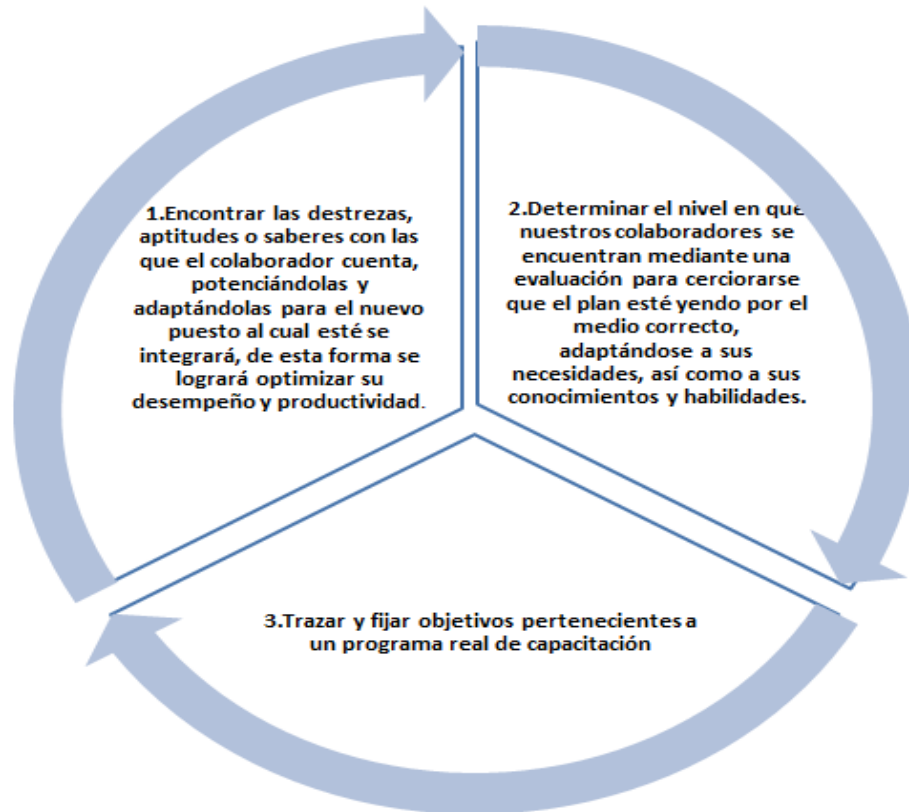 1.Encontrar las destrezas,
aptitudes o saberes con las
que el colaborador cuenta,
potenciándolas y
adaptándolas para el nuevo
puesto al cual esté se
integrará, de esta forma se
logrará optimizar su
desempeño y productividad.
2.Determinar el nivel en que
nuestros colaboradores se
encuentran mediante una
evaluación para cerciorarse
que el plan esté yendo por el
medio correcto,
adaptándose a sus
necesidades, así como a sus
conocimientos y habilidades.
3.Trazar y fijar objetivos pertenecientes a
un programa real de capacitación